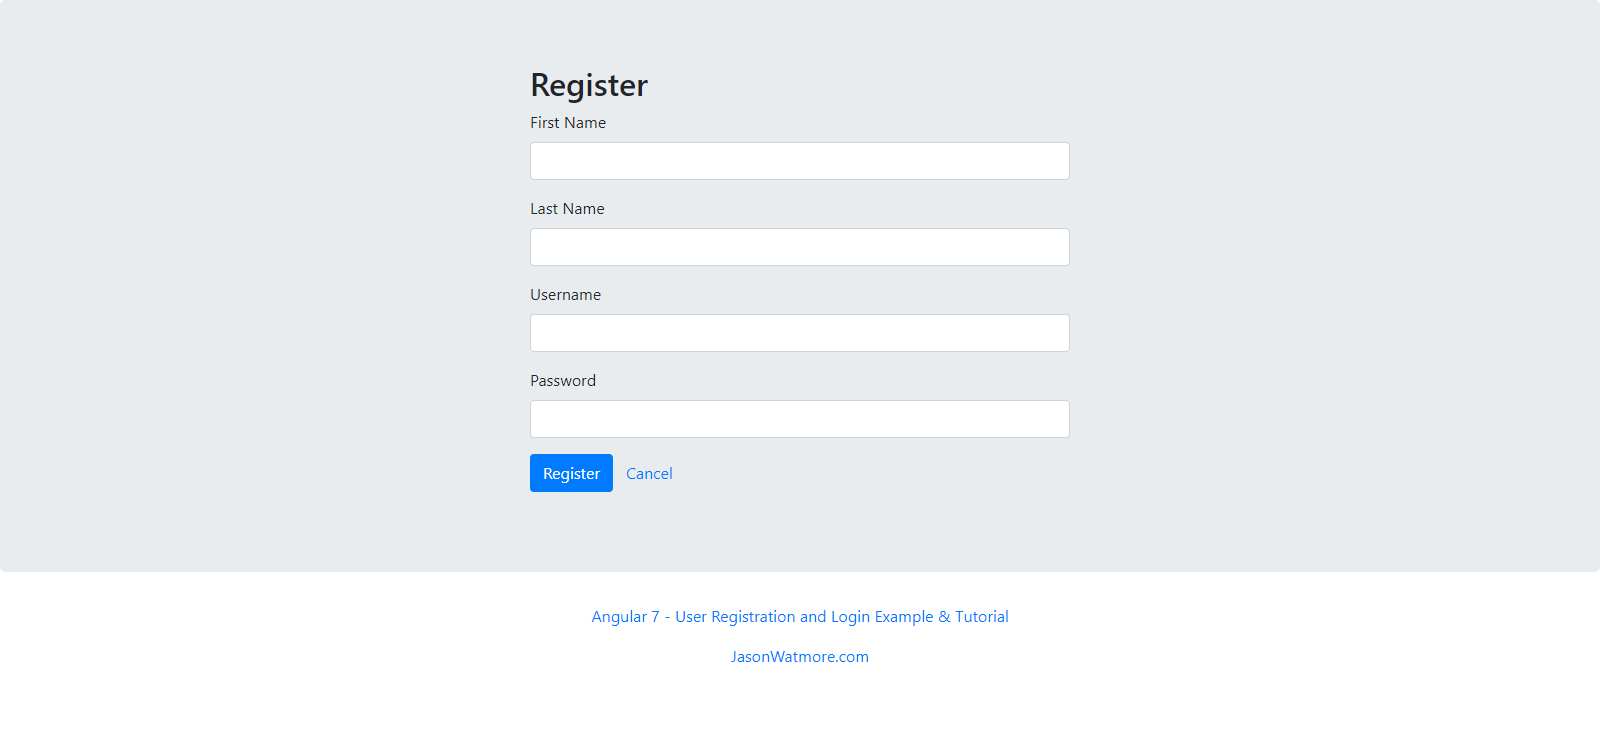 Register
First Name
Last Name
Username
Password
Register Cancel
Angular 7 - User Registration and Login Example & Tutorial
JasonWatmore.com